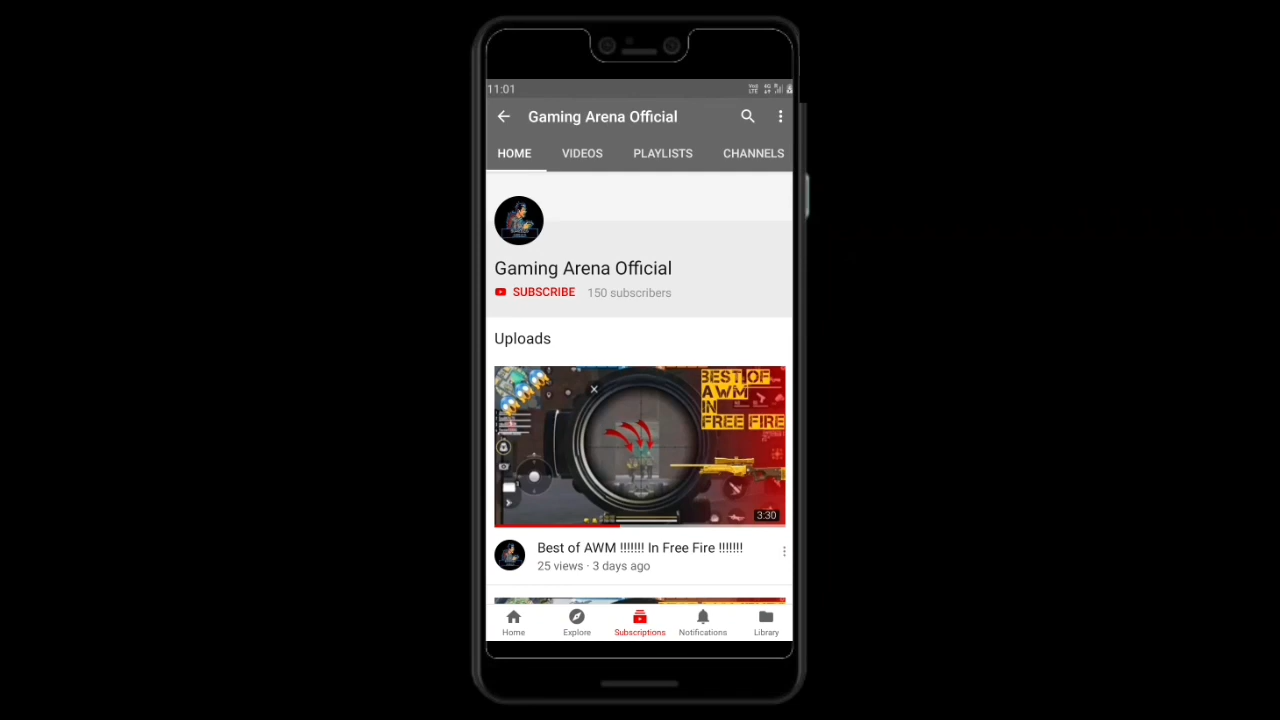 11:01
Gaming Arena Official
HOME VIDEOS PLAYLISTS CHANNELS
Gaming Arena Official
SUBSCRIBE 150 subscribers
Uploads
BEST OF
AWM
IN
FREE FIRE
3:30
Best of AWM !!!!!!! In Free Fire !!!!!!!
25 views · 3 days ago
Home Explore Subscriptions Notifications Library